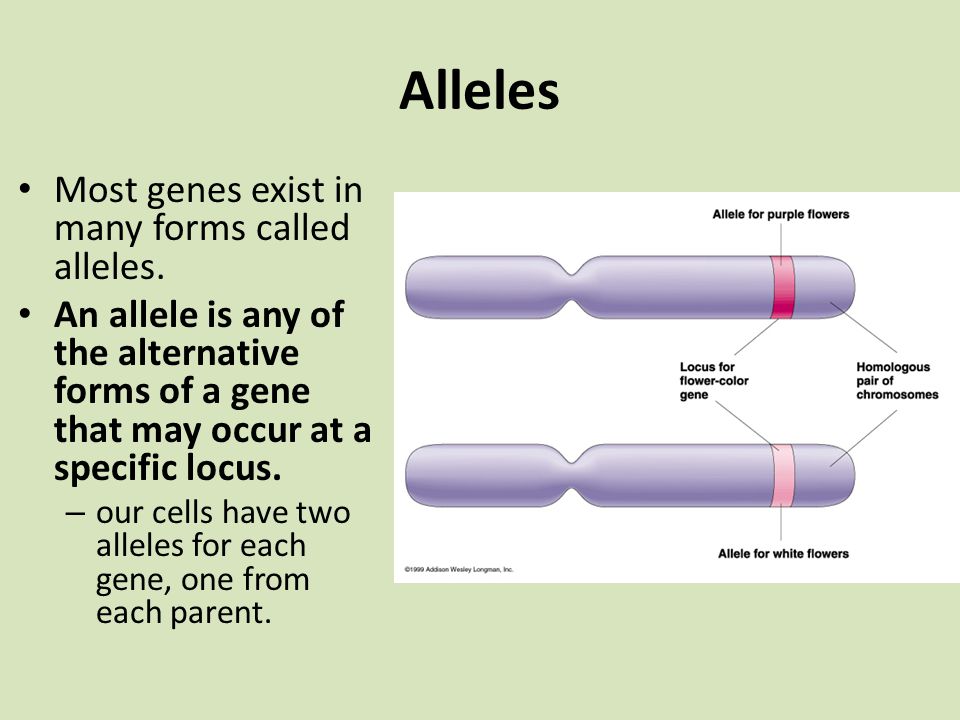 Alleles
• Most genes exist in
many forms called
alleles.
• An allele is any of
the alternative
forms of a gene
that may occur at a
specific locus.
– our cells have two
alleles for each
gene, one from
each parent.
Allele for purple flowers
Locus for
flower-color
gene
Homologous
pair of
chromosomes
Allele for white flowers
©1999 Addison Wesley Longman, Inc.